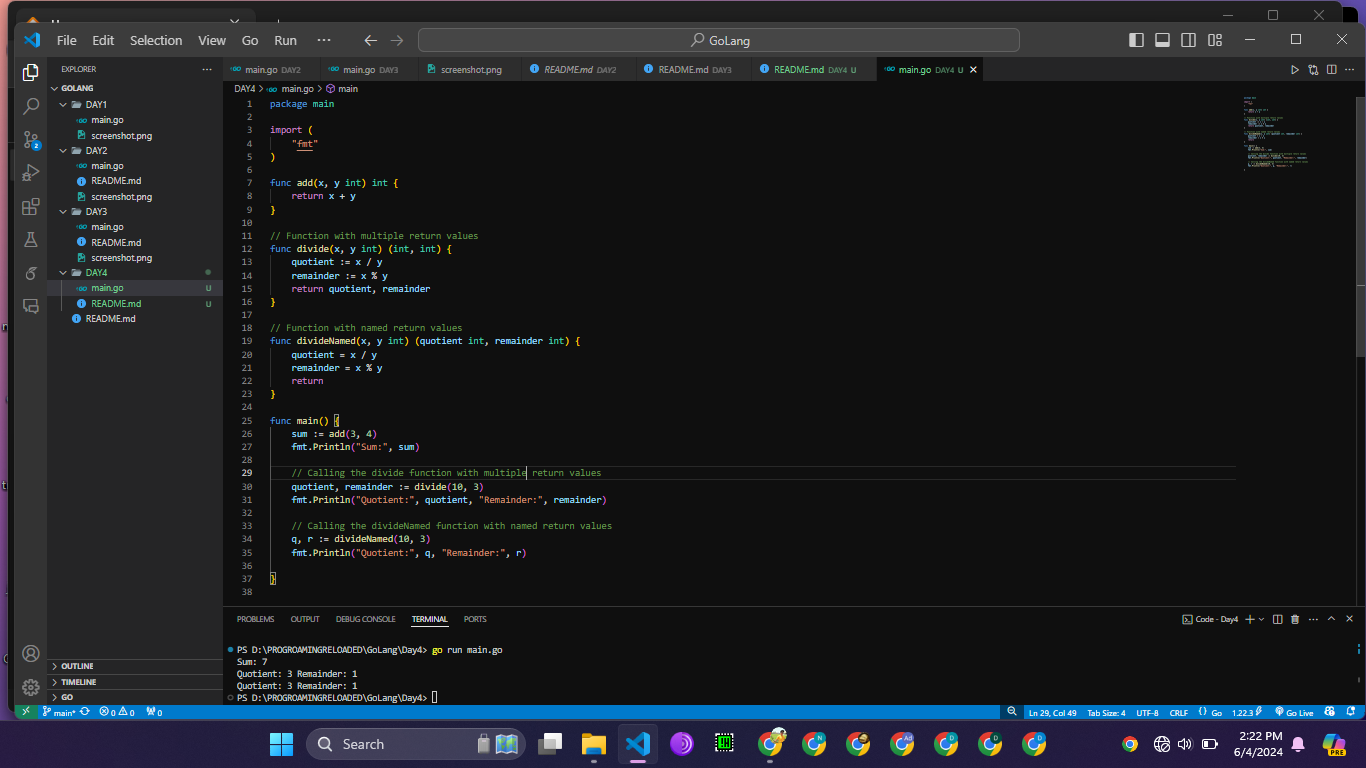 File Edit Selection View Go Run ··· GoLang
EXPLORER ···
GOLANG
DAY1
main.go
screenshot.png
DAY2
main.go
README.md
screenshot.png
DAY3
main.go
README.md
screenshot.png
DAY4
main.go U
README.md U
README.md
OUTLINE
TIMELINE
GO
main.go DAY2 main.go DAY3 screenshot.png README.md DAY2 README.md DAY3 README.md DAY4 U main.go DAY4 U
DAY4 > main.go > main
1 package main
2
3 import (
4 "fmt"
5 )
6
7 func add(x, y int) int {
8 return x + y
9 }
10
11 // Function with multiple return values
12 func divide(x, y int) (int, int) {
13 quotient := x / y
14 remainder := x % y
15 return quotient, remainder
16 }
17
18 // Function with named return values
19 func divideNamed(x, y int) (quotient int, remainder int) {
20 quotient = x / y
21 remainder = x % y
22 return
23 }
24
25 func main() {
26 sum := add(3, 4)
27 fmt.Println("Sum:", sum)
28
29 // Calling the divide function with multiple return values
30 quotient, remainder := divide(10, 3)
31 fmt.Println("Quotient:", quotient, "Remainder:", remainder)
32
33 // Calling the divideNamed function with named return values
34 q, r := divideNamed(10, 3)
35 fmt.Println("Quotient:", q, "Remainder:", r)
36
37 }
38
PROBLEMS OUTPUT DEBUG CONSOLE TERMINAL PORTS Code - Day4
PS D:\PROGROAMINGRELOADED\GoLang\Day4> go run main.go
Sum: 7
Quotient: 3 Remainder: 1
Quotient: 3 Remainder: 1
PS D:\PROGROAMINGRELOADED\GoLang\Day4>
main* 0 0 0 Ln 29, Col 49 Tab Size: 4 UTF-8 CRLF Go 1.22.3 Go Live
Search
2:22 PM
6/4/2024
PRE